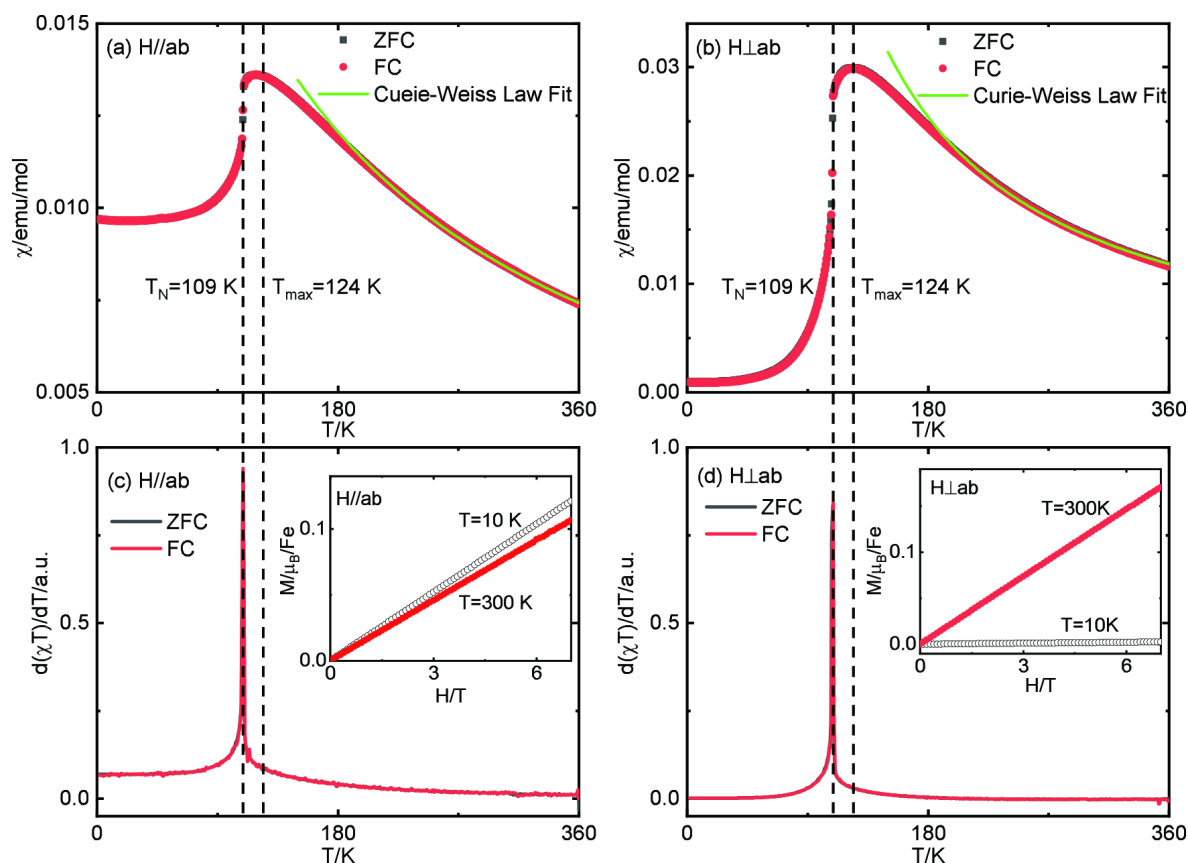 0.015
(a) H//ab
ZFC
FC
Cueie-Weiss Law Fit
χ/emu/mol
0.010
T_N=109 K
T_max=124 K
0.005
0
180
360
T/K
(b) H⊥ab
ZFC
FC
Curie-Weiss Law Fit
0.03
0.02
χ/emu/mol
0.01
T_N=109 K
T_max=124 K
0.00
0
180
360
T/K
1.0
(c) H//ab
ZFC
FC
d(χT)/dT/a.u.
0.5
0.0
0
180
360
T/K
H//ab
T=10 K
T=300 K
M/μ_B/Fe
0.1
0.0
0
3
6
H/T
1.0
(d) H⊥ab
ZFC
FC
d(χT)/dT/a.u.
0.5
0.0
0
180
360
T/K
H⊥ab
T=300K
T=10K
M/μ_B/Fe
0.1
0.0
0
3
6
H/T